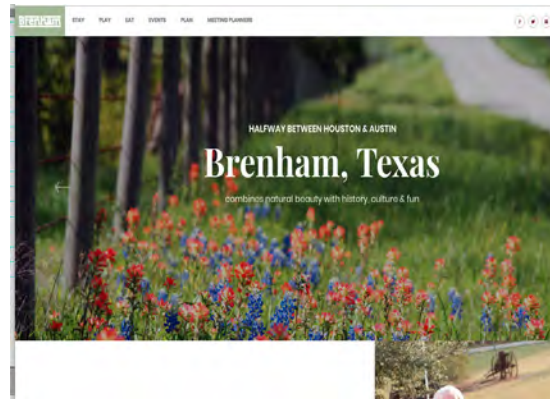 Brenham
STAY PLAY EAT EVENTS PLAN MEETING PLANNERS
HALFWAY BETWEEN HOUSTON & AUSTIN
Brenham, Texas
combines natural beauty with history, culture & fun